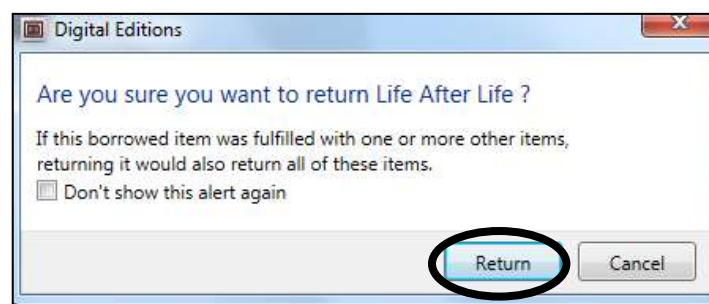 Digital Editions
Are you sure you want to return Life After Life ?
If this borrowed item was fulfilled with one or more other items,
returning it would also return all of these items.
Don't show this alert again
Return Cancel